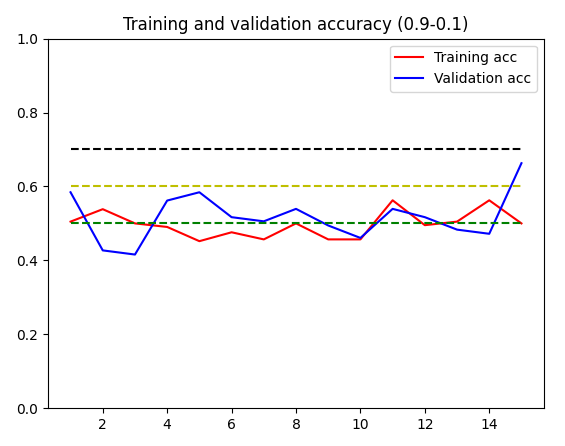 Training and validation accuracy (0.9-0.1)
1.0
0.8
0.6
0.4
0.2
0.0
Training acc
Validation acc
2 4 6 8 10 12 14